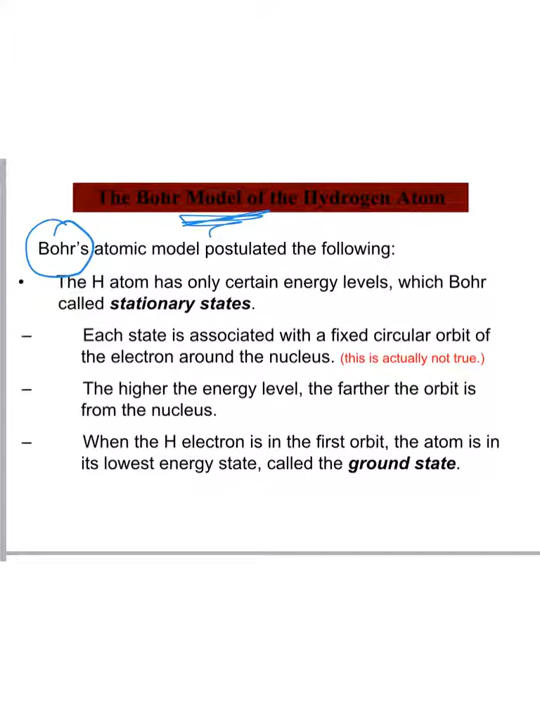 The Bohr Model of the Hydrogen Atom
Bohr's atomic model postulated the following:
• The H atom has only certain energy levels, which Bohr
called stationary states.
– Each state is associated with a fixed circular orbit of
the electron around the nucleus. (this is actually not true.)
– The higher the energy level, the farther the orbit is
from the nucleus.
– When the H electron is in the first orbit, the atom is in
its lowest energy state, called the ground state.